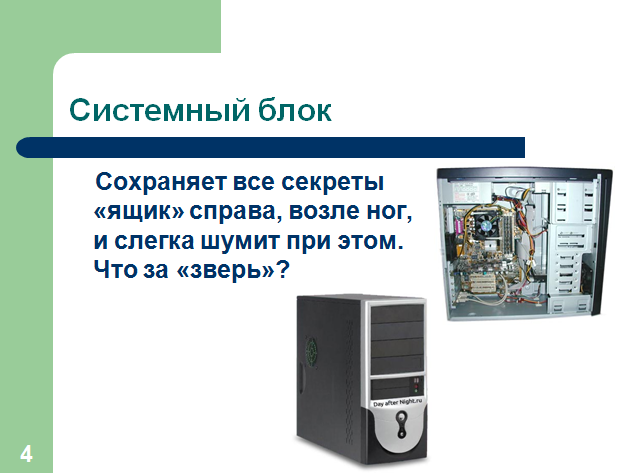 Системный блок
Сохраняет все секреты
«ящик» справа, возле ног,
и слегка шумит при этом.
Что за «зверь»?
Day after Night.ru
4